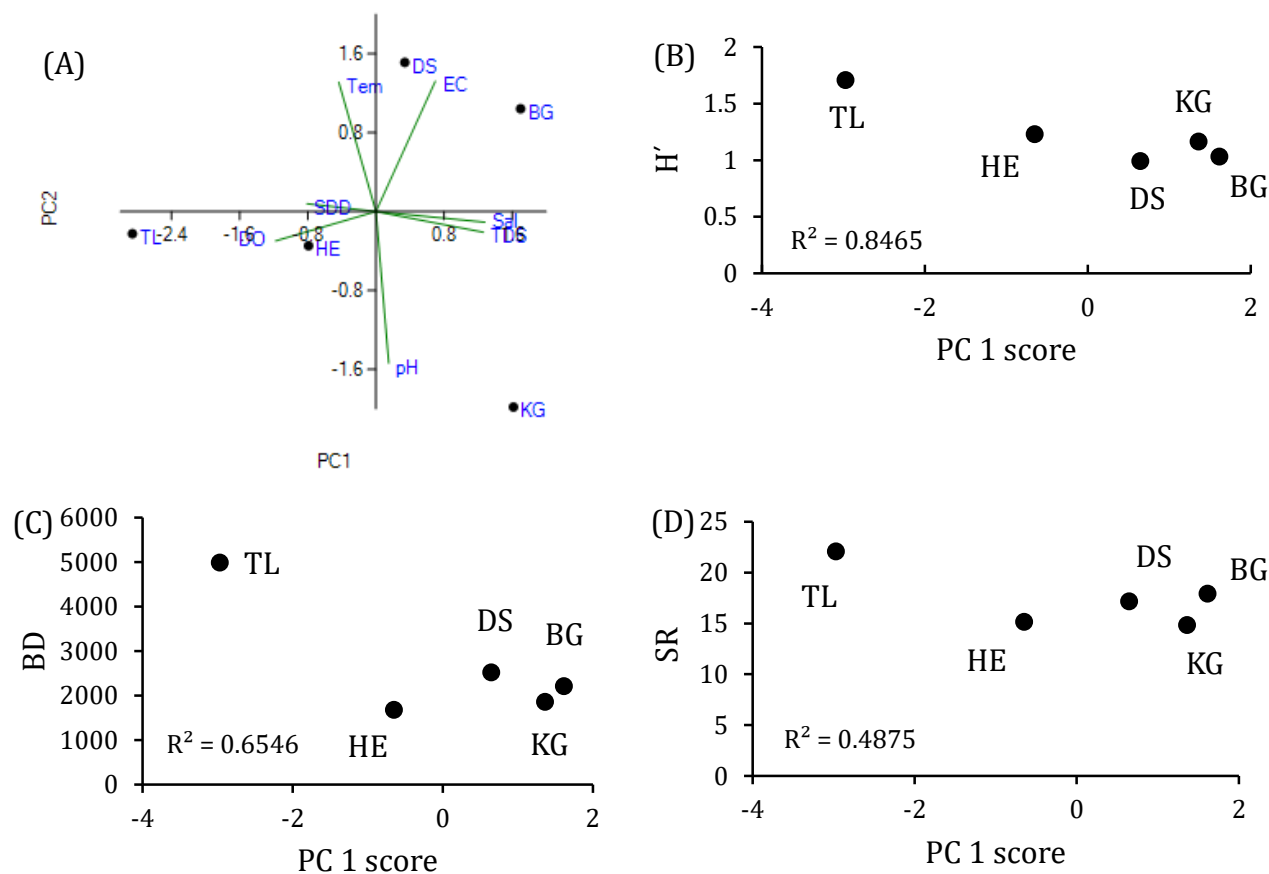 (A)
1.6
DS
Tem
EC
BG
0.8
PC2
SDD
Sal
TL
-2.4
-1.6
DO
-0.8
HE
0.8
TDS
1.6
-0.8
-1.6
pH
KG
PC1
(B)
2
1.5
1
0.5
0
H´
TL
HE
KG
DS
BG
R² = 0.8465
-4
-2
0
2
PC 1 score
(C)
6000
5000
4000
3000
2000
1000
0
BD
TL
DS
BG
HE
KG
R² = 0.6546
-4
-2
0
2
PC 1 score
(D)
25
20
15
10
5
0
SR
TL
DS
BG
HE
KG
R² = 0.4875
-4
-2
0
2
PC 1 score